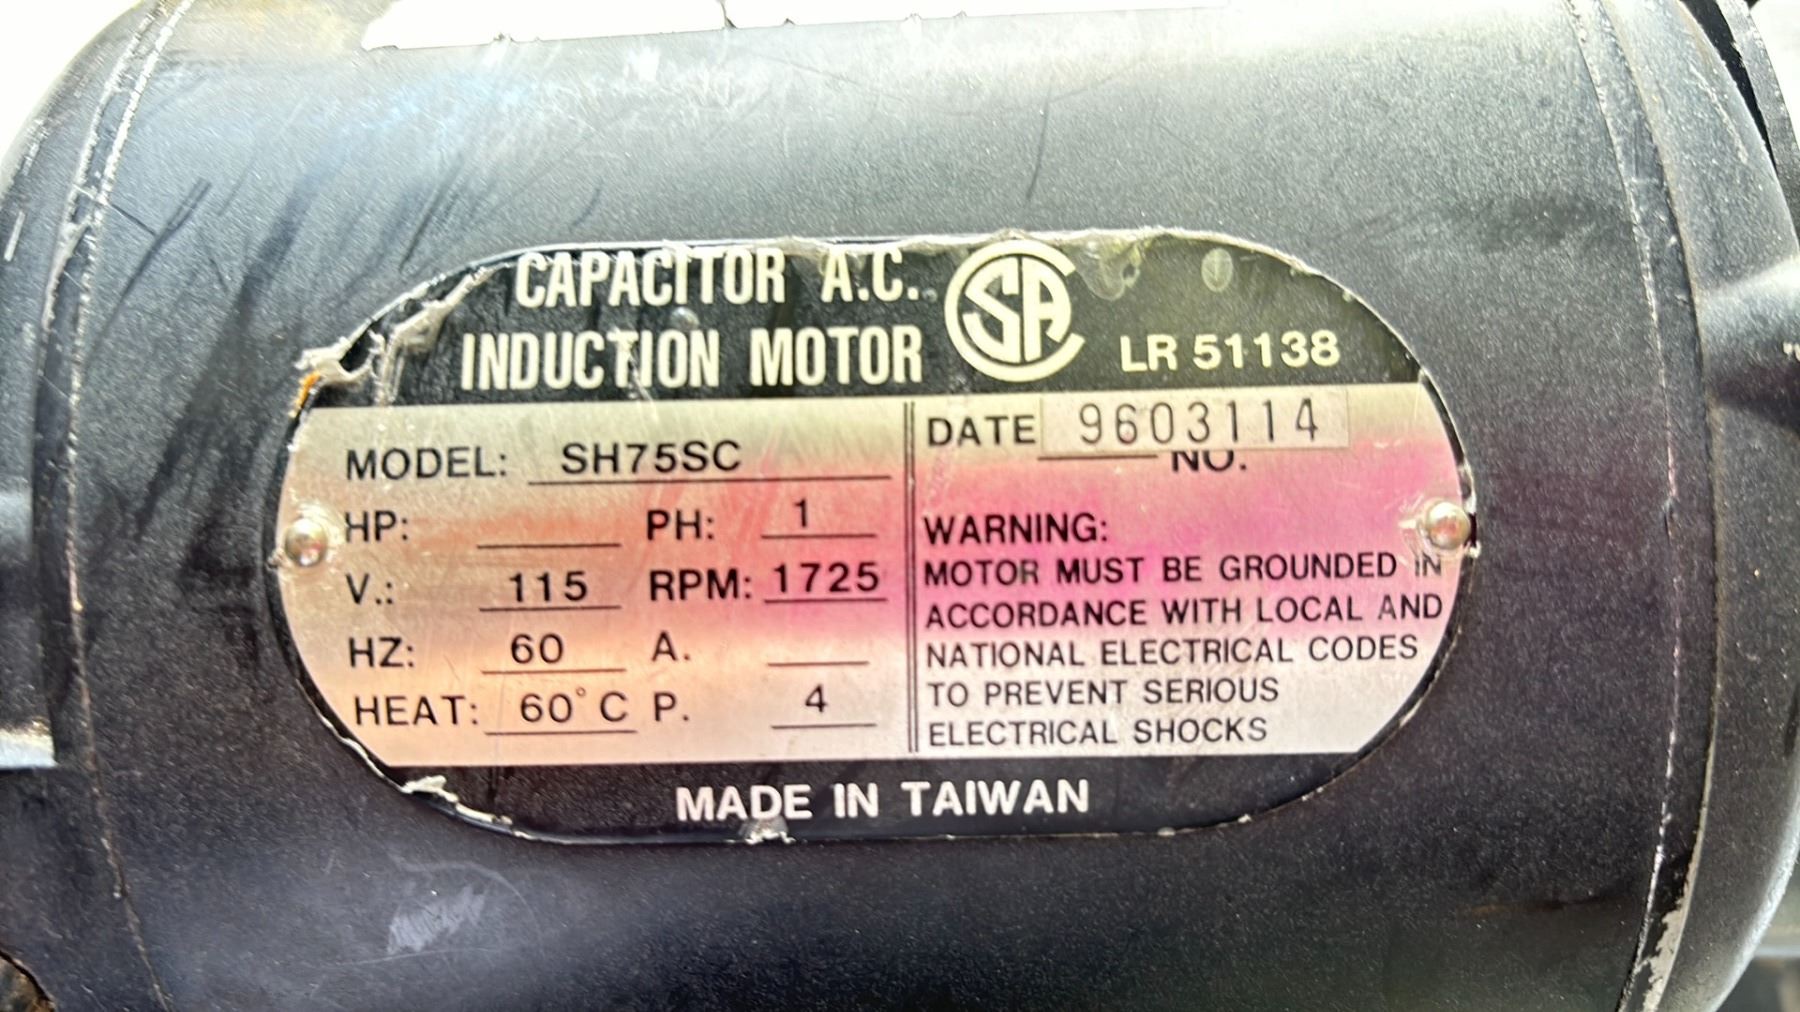 CAPACITOR A.C.
INDUCTION MOTOR
SA
LR 51138
MODEL: SH75SC
HP: PH: 1
V.: 115 RPM: 1725
HZ: 60 A.
HEAT: 60°C P. 4
DATE 9603114
NO.
WARNING:
MOTOR MUST BE GROUNDED IN
ACCORDANCE WITH LOCAL AND
NATIONAL ELECTRICAL CODES
TO PREVENT SERIOUS
ELECTRICAL SHOCKS
MADE IN TAIWAN